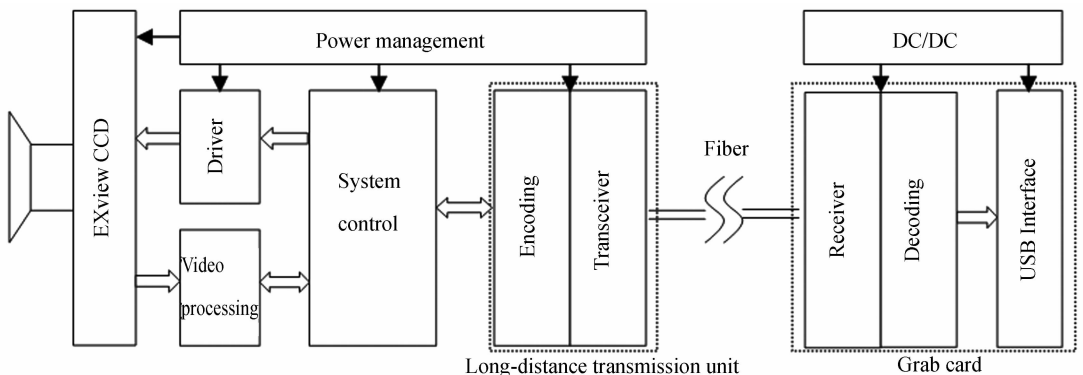 Power management
DC/DC
EXview CCD
Driver
Video
processing
System
control
Encoding
Transceiver
Fiber
Receiver
Decoding
USB Interface
Long-distance transmission unit
Grab card